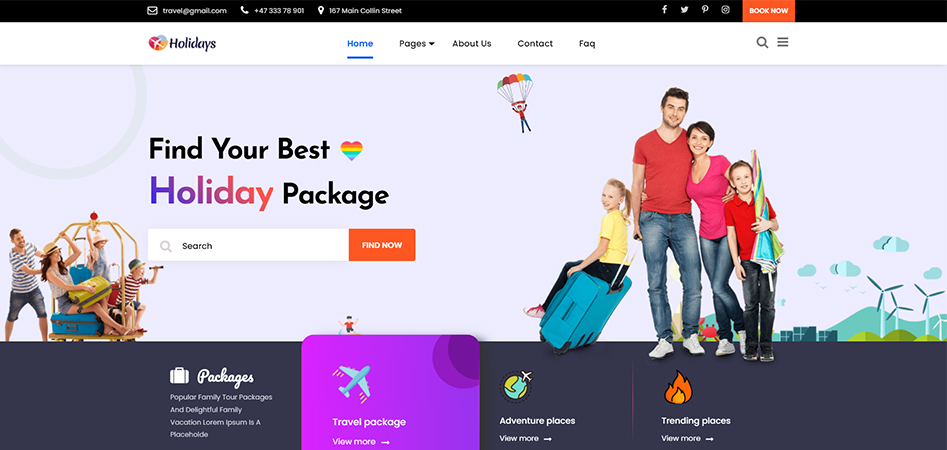 travel@gmail.com
+47 333 78 901
167 Main Collin Street
BOOK NOW
Holidays
Home
Pages
About Us
Contact
Faq
Find Your Best
Holiday Package
Search
FIND NOW
Packages
Popular Family Tour Packages
And Delightful Family
Vacation Lorem Ipsum Is A
Placeholde
Travel package
View more
Adventure places
View more
Trending places
View more